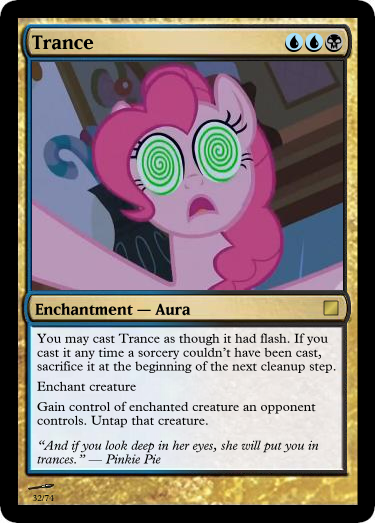 Trance
Enchantment — Aura
You may cast Trance as though it had flash. If you
cast it any time a sorcery couldn't have been cast,
sacrifice it at the beginning of the next cleanup step.
Enchant creature
Gain control of enchanted creature an opponent
controls. Untap that creature.
“And if you look deep in her eyes, she will put you in
trances.” — Pinkie Pie
32/74